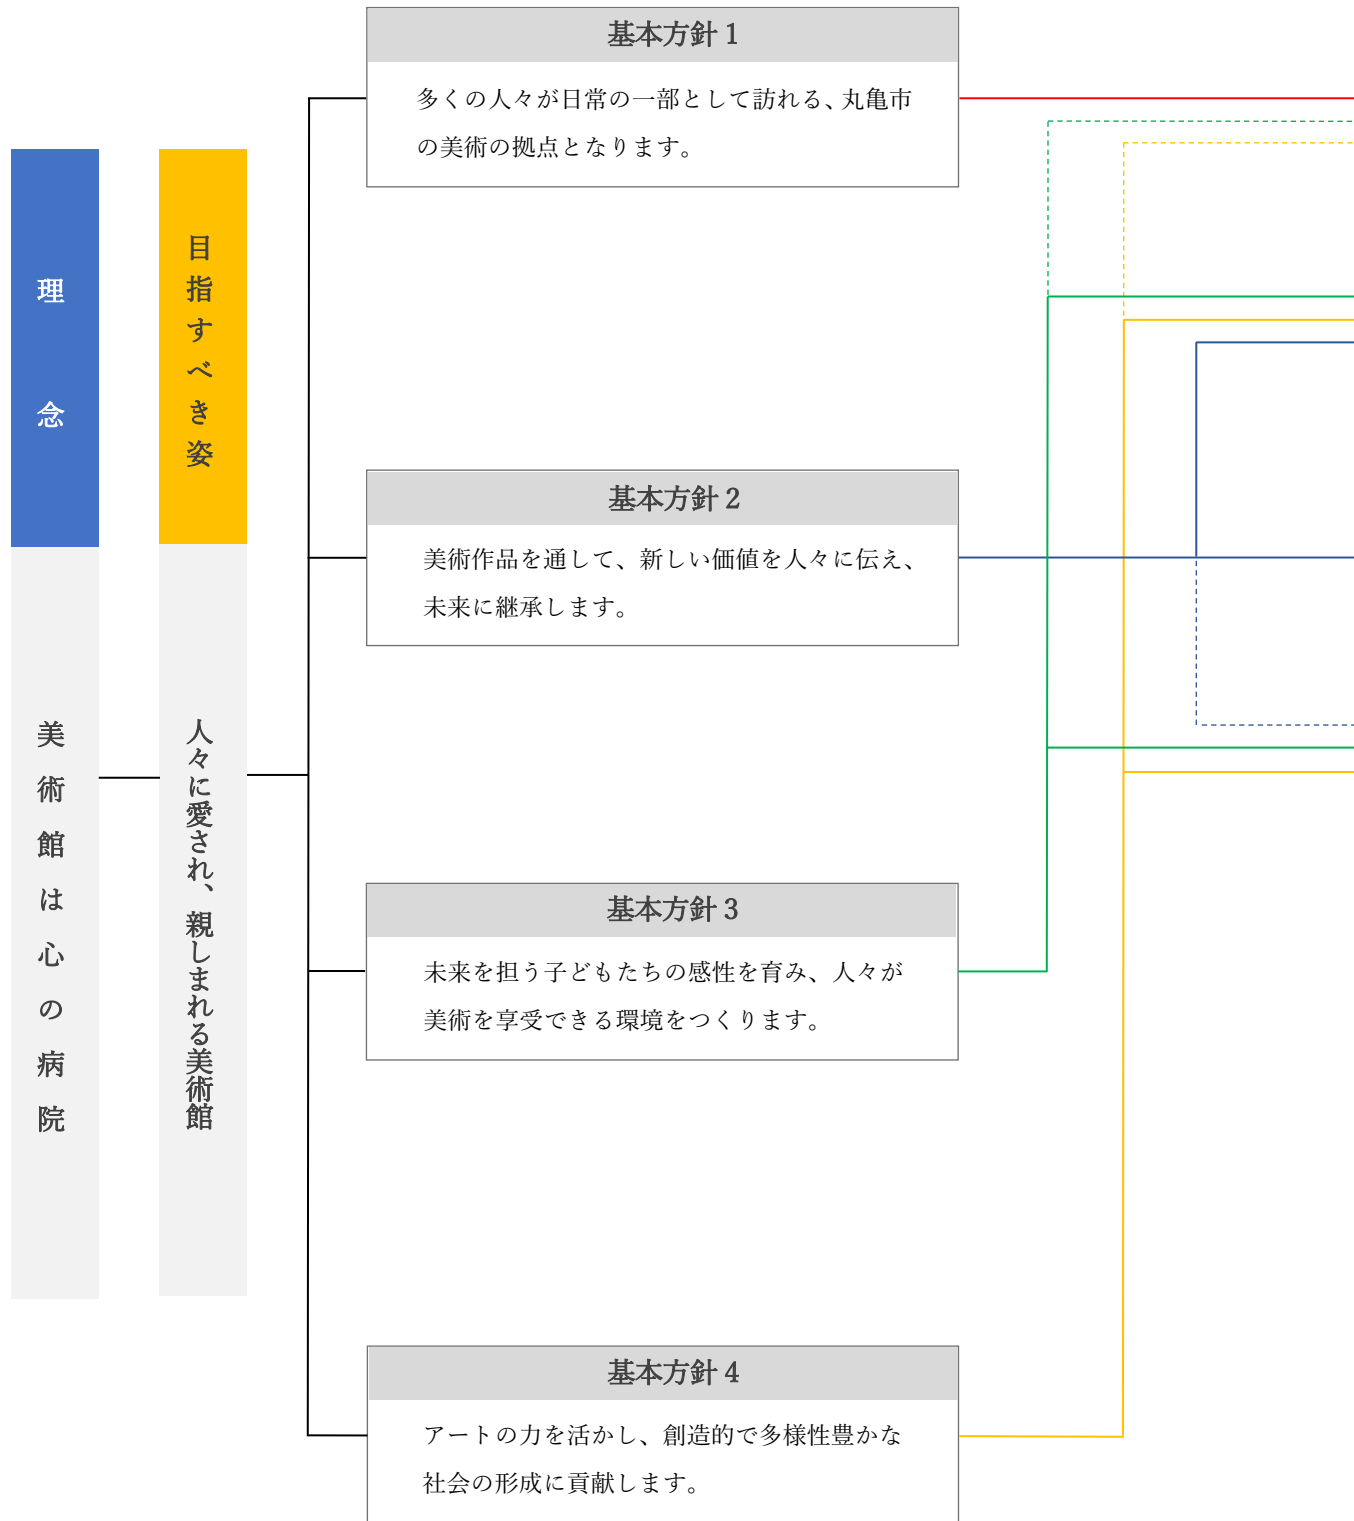 理念
美術館は心の病院
目指すべき姿
人々に愛され、親しまれる美術館
基本方針 1
多くの人々が日常の一部として訪れる、丸亀市
の美術の拠点となります。
基本方針 2
美術作品を通して、新しい価値を人々に伝え、
未来に継承します。
基本方針 3
未来を担う子どもたちの感性を育み、人々が
美術を享受できる環境をつくります。
基本方針 4
アートの力を活かし、創造的で多様性豊かな
社会の形成に貢献します。